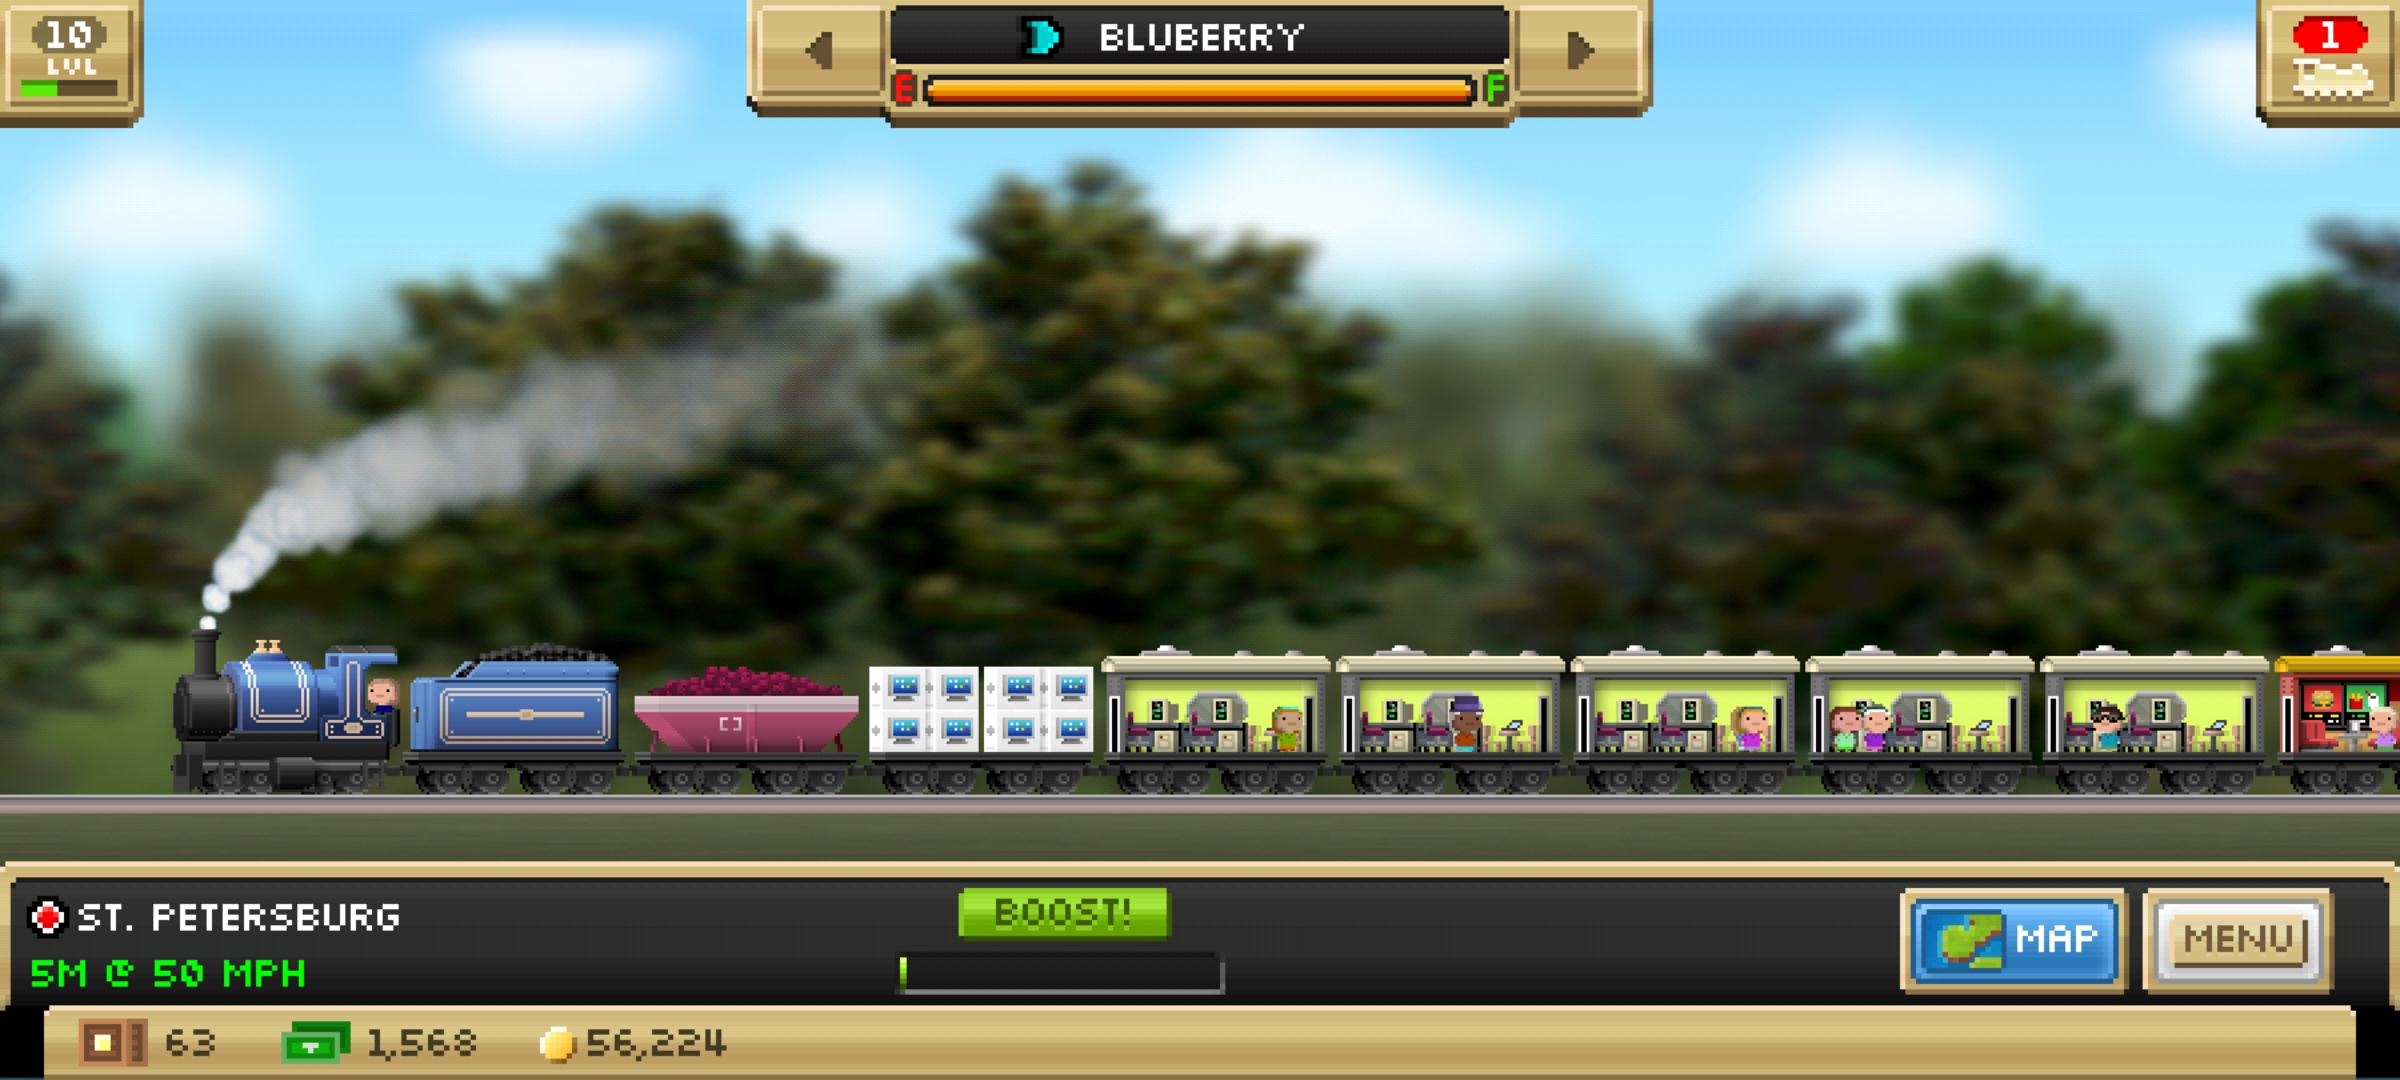 10
LVL
BLUBERRY
E F
1
ST. PETERSBURG
5M @ 50 MPH
BOOST!
MAP
MENU
63
1,568
56,224